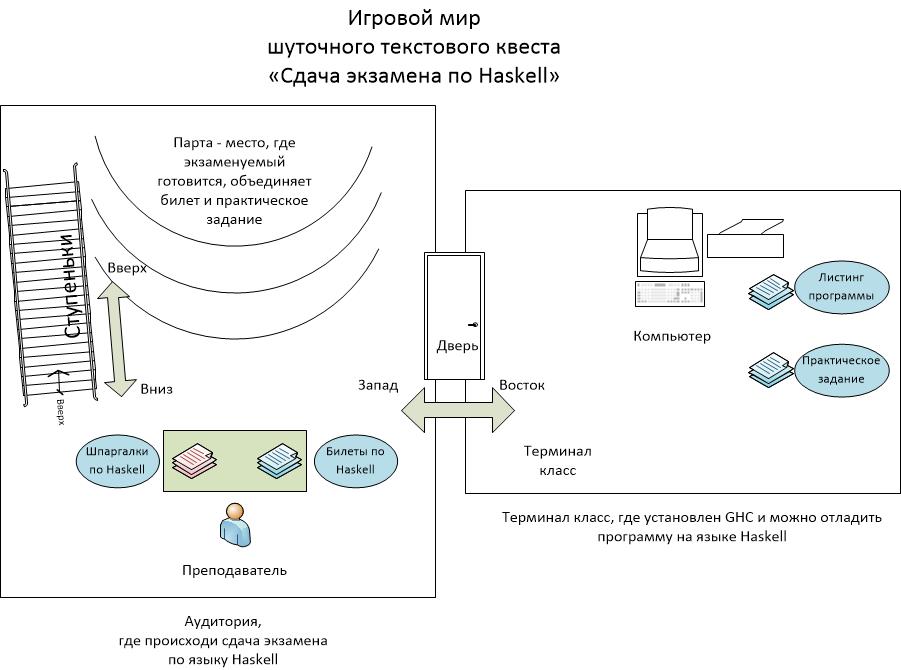 Игровой мир
шуточного текстового квеста
«Сдача экзамена по Haskell»
Парта - место, где
экзаменуемый
готовится, объединяет
билет и практическое
задание
Ступеньки
Вверх
Вверх
Вниз
Дверь
Запад
Восток
Компьютер
Листинг
программы
Практическое
задание
Терминал
класс
Шпаргалки
по Haskell
Билеты по
Haskell
Преподаватель
Терминал класс, где установлен GHC и можно отладить
программу на языке Haskell
Аудитория,
где происходи сдача экзамена
по языку Haskell